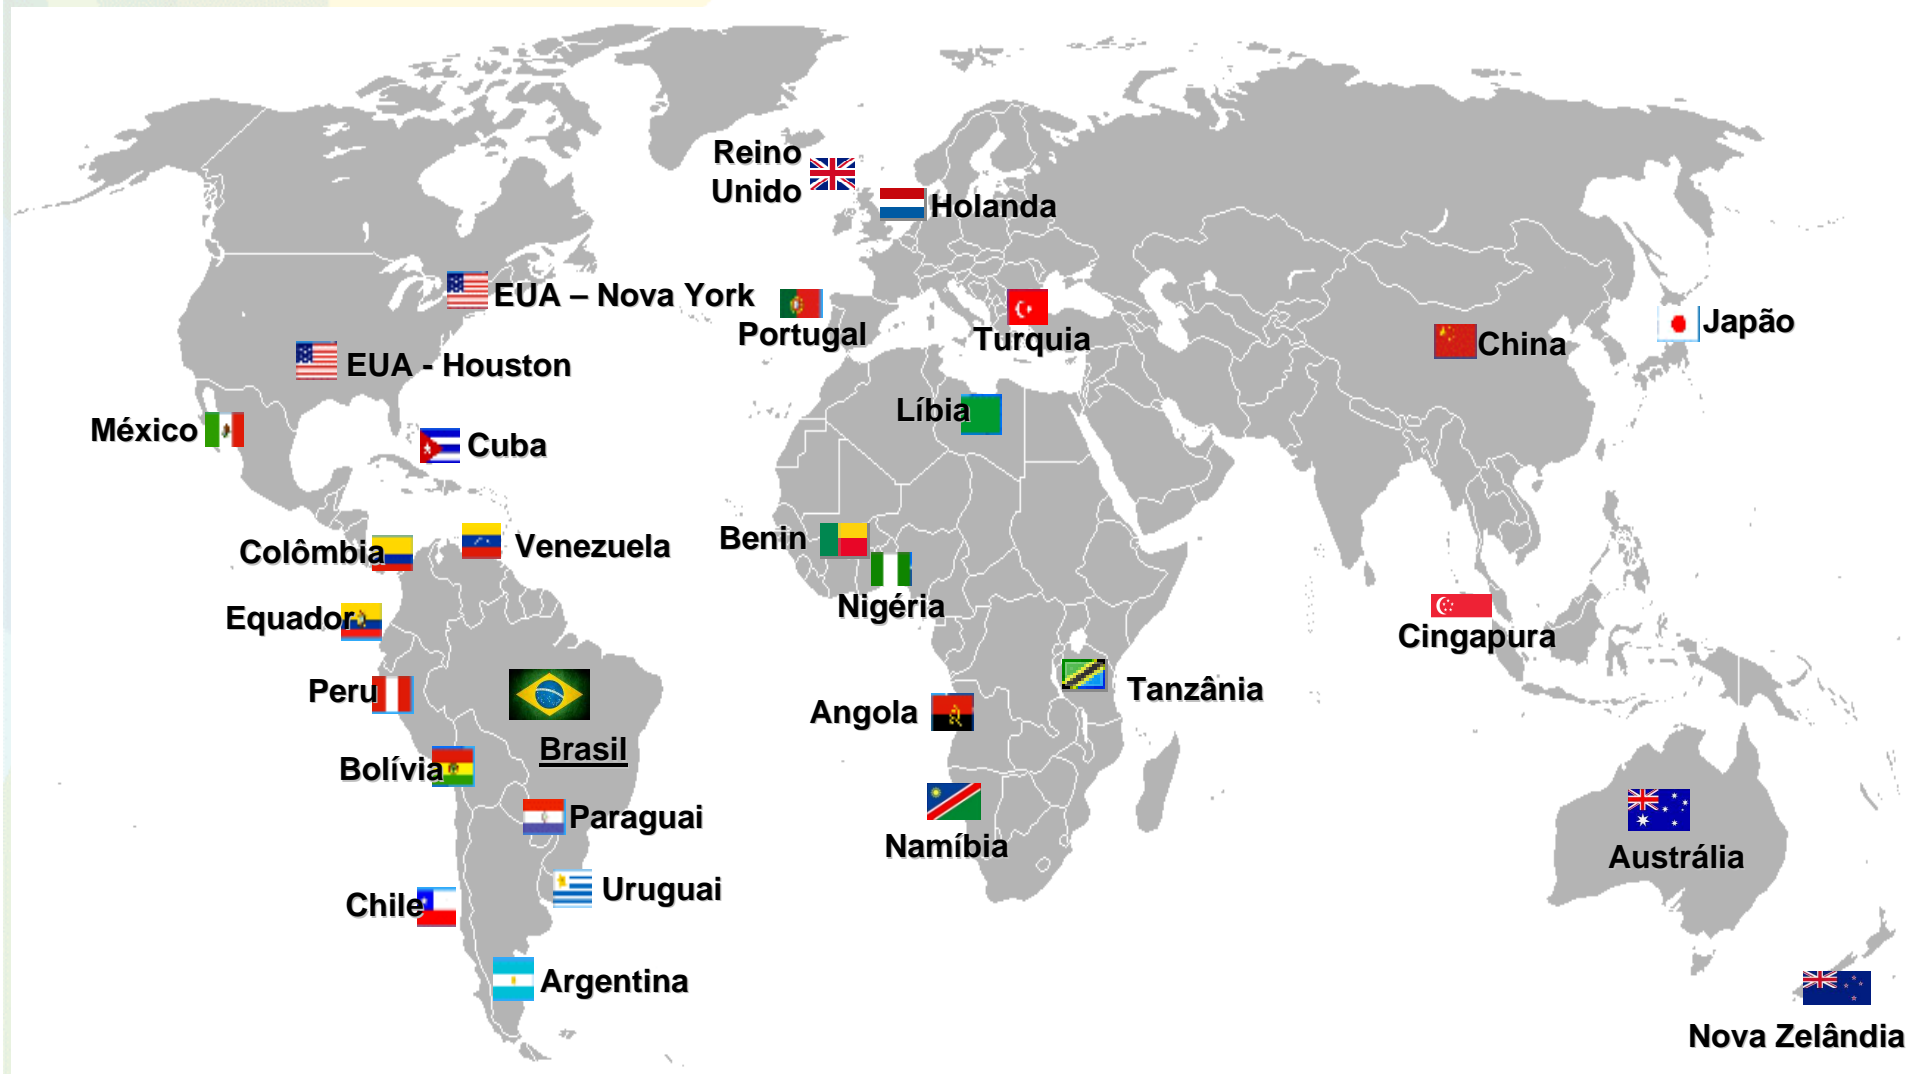 Reino
Unido
Holanda
EUA – Nova York
Portugal
Turquia
Japão
China
EUA - Houston
Líbia
México
Cuba
Benin
Colômbia
Venezuela
Nigéria
Equador
Cingapura
Peru
Tanzânia
Angola
Brasil
Bolívia
Paraguai
Namíbia
Austrália
Chile
Uruguai
Argentina
Nova Zelândia